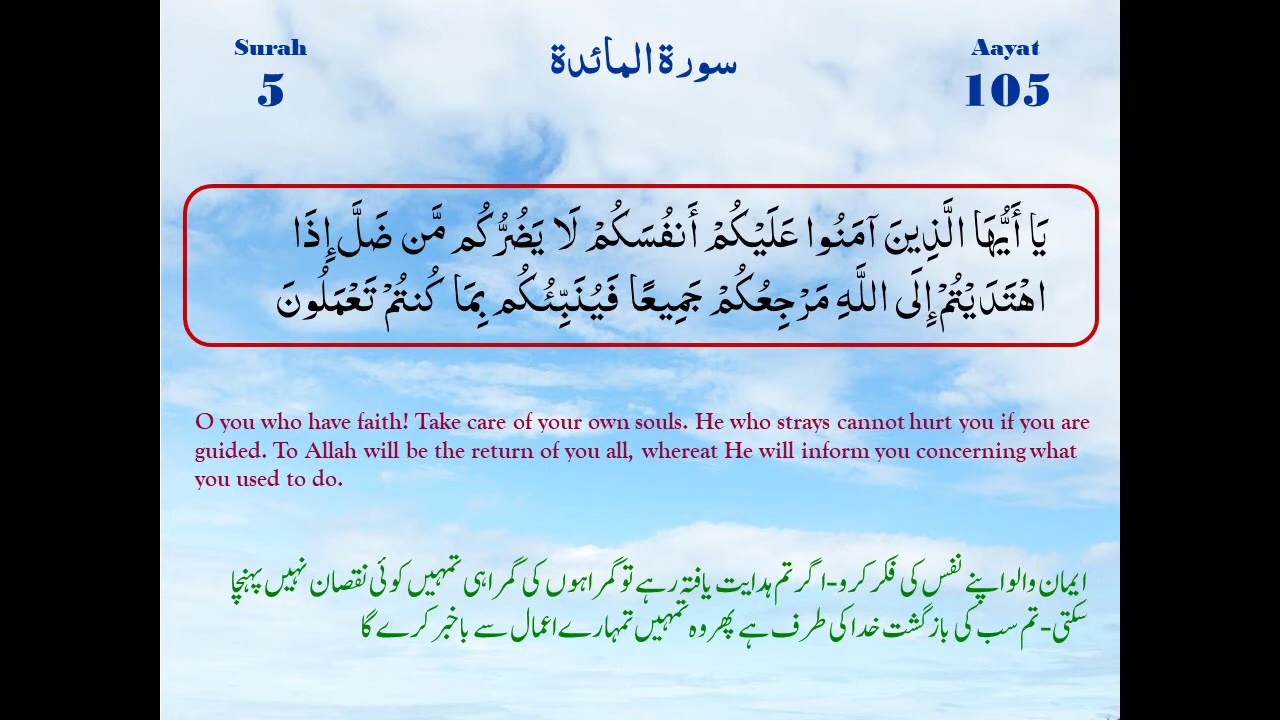 Surah
5
سورة المائدة
Aayat
105
يَا أَيُّهَا الَّذِينَ آمَنُوا عَلَيْكُمْ أَنفُسَكُمْ لَا يَضُرُّكُم مَّن ضَلَّ إِذَا
اهْتَدَيْتُمْ إِلَى اللَّهِ مَرْجِعُكُمْ جَمِيعًا فَيُنَبِّئُكُم بِمَا كُنتُمْ تَعْمَلُونَ
O you who have faith! Take care of your own souls. He who strays cannot hurt you if you are
guided. To Allah will be the return of you all, whereat He will inform you concerning what
you used to do.
ایمان والو اپنے نفس کی فکر کرو-اگر تم ہدایت یافتہ رہے تو گمراہوں کی گمراہی تمہیں کوئی نقصان نہیں پہنچا
سکتی-تم سب کی بازگشت خدا کی طرف ہے پھر وہ تمہیں تمہارے اعمال سے باخبر کرے گا